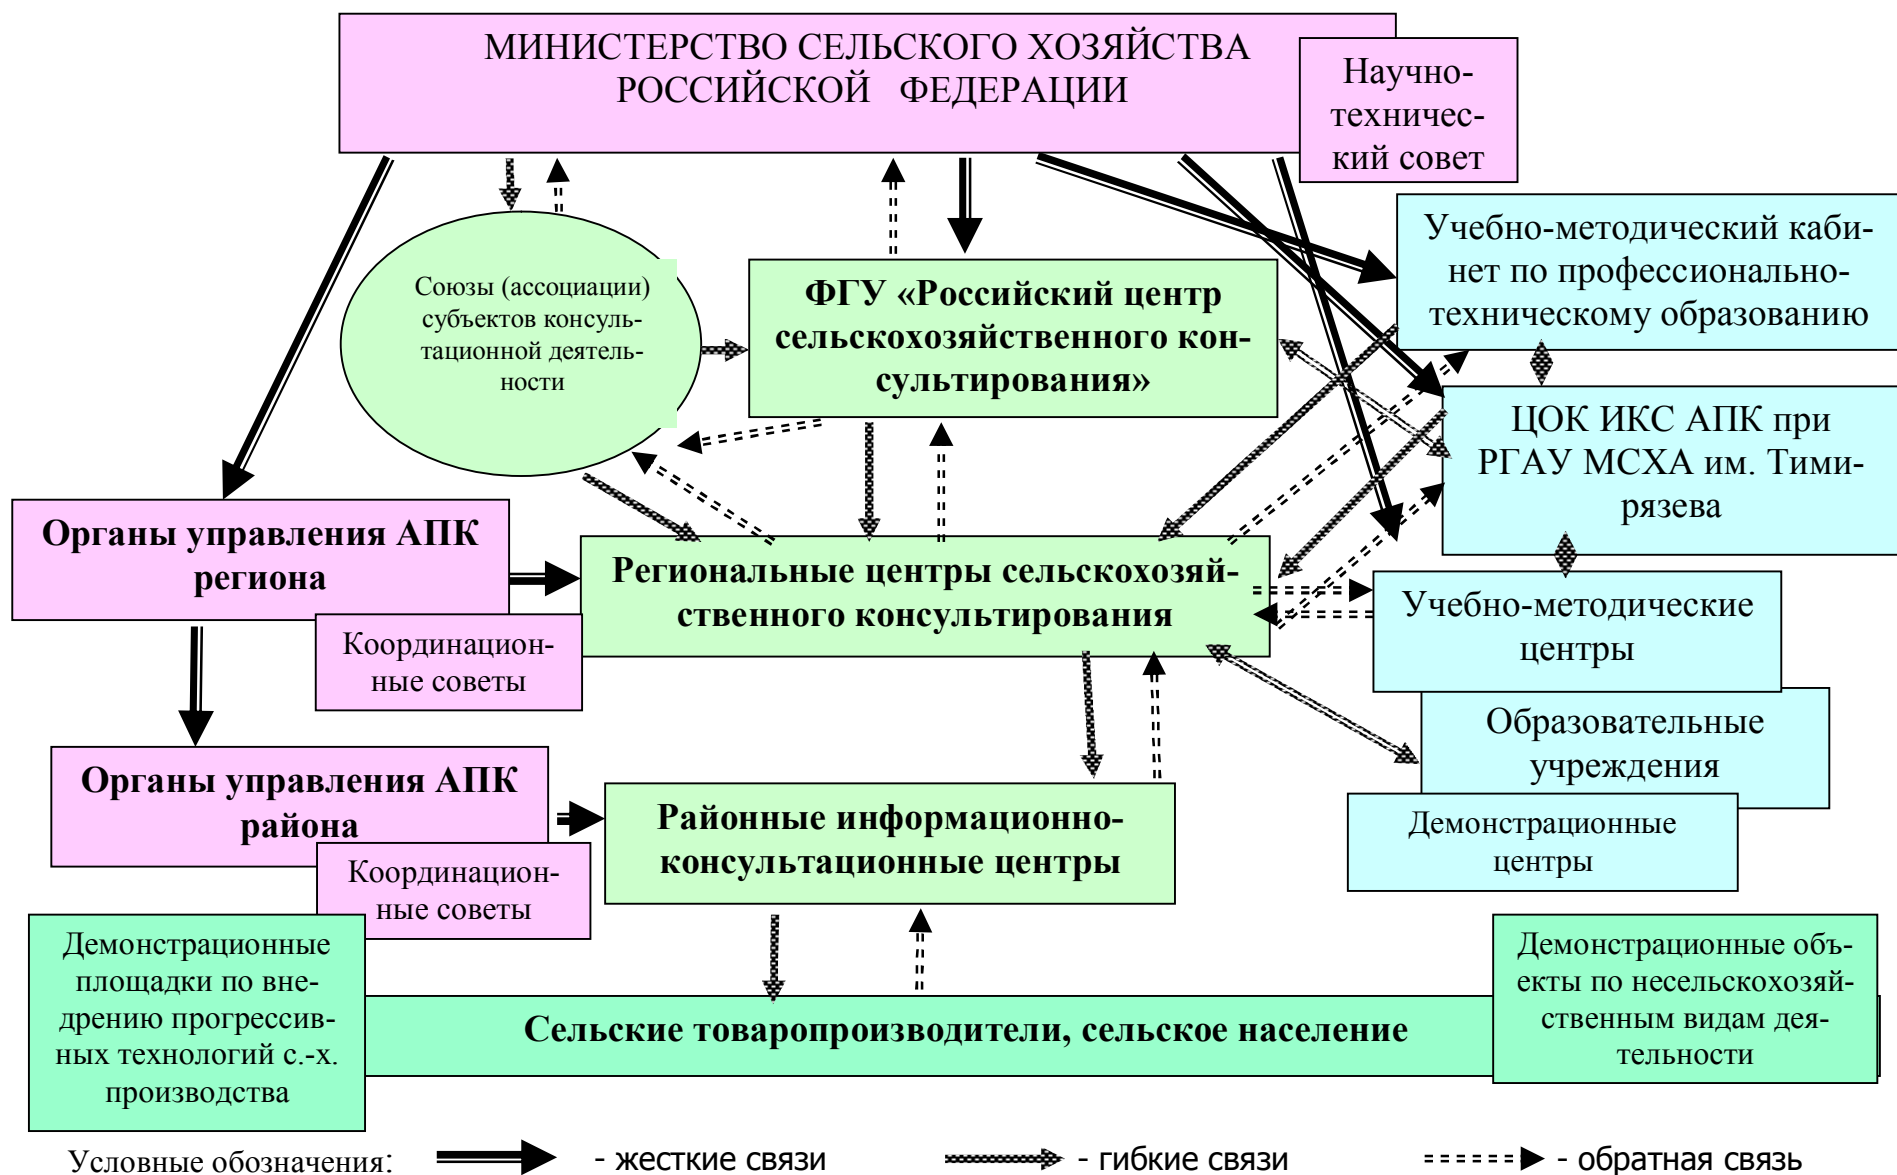 МИНИСТЕРСТВО СЕЛЬСКОГО ХОЗЯЙСТВА
РОССИЙСКОЙ ФЕДЕРАЦИИ
Научно-
техничес-
кий совет
Учебно-методический каби-
нет по профессионально-
техническому образованию
Союзы (ассоциации)
субъектов консуль-
тационной деятель-
ности
ФГУ «Российский центр
сельскохозяйственного кон-
сультирования»
ЦОК ИКС АПК при
РГАУ МСХА им. Тими-
рязева
Органы управления АПК
региона
Координацион-
ные советы
Региональные центры сельскохозяй-
ственного консультирования
Учебно-методические
центры
Образовательные
учреждения
Демонстрационные
центры
Органы управления АПК
района
Координацион-
ные советы
Районные информационно-
консультационные центры
Демонстрационные
площадки по вне-
дрению прогрессив-
ных технологий с.-х.
производства
Сельские товаропроизводители, сельское население
Демонстрационные объ-
екты по несельскохозяй-
ственным видам дея-
тельности
Условные обозначения: - жесткие связи - гибкие связи - обратная связь